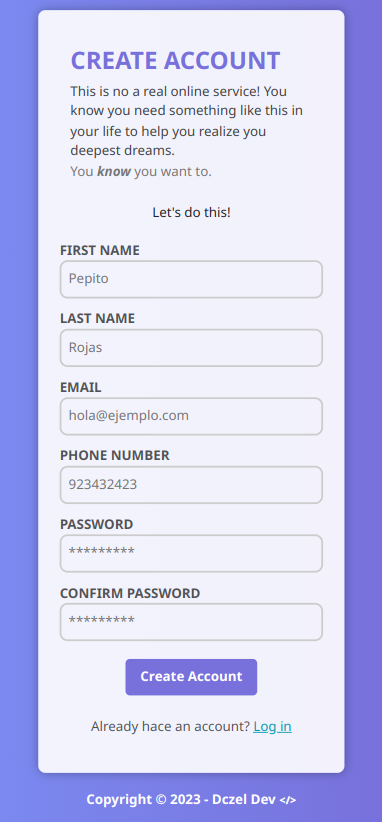 CREATE ACCOUNT
This is no a real online service! You
know you need something like this in
your life to help you realize you
deepest dreams.
You know you want to.
Let's do this!
FIRST NAME
Pepito
LAST NAME
Rojas
EMAIL
hola@ejemplo.com
PHONE NUMBER
923432423
PASSWORD
*********
CONFIRM PASSWORD
*********
Create Account
Already hace an account? Log in
Copyright © 2023 - Dczel Dev </>